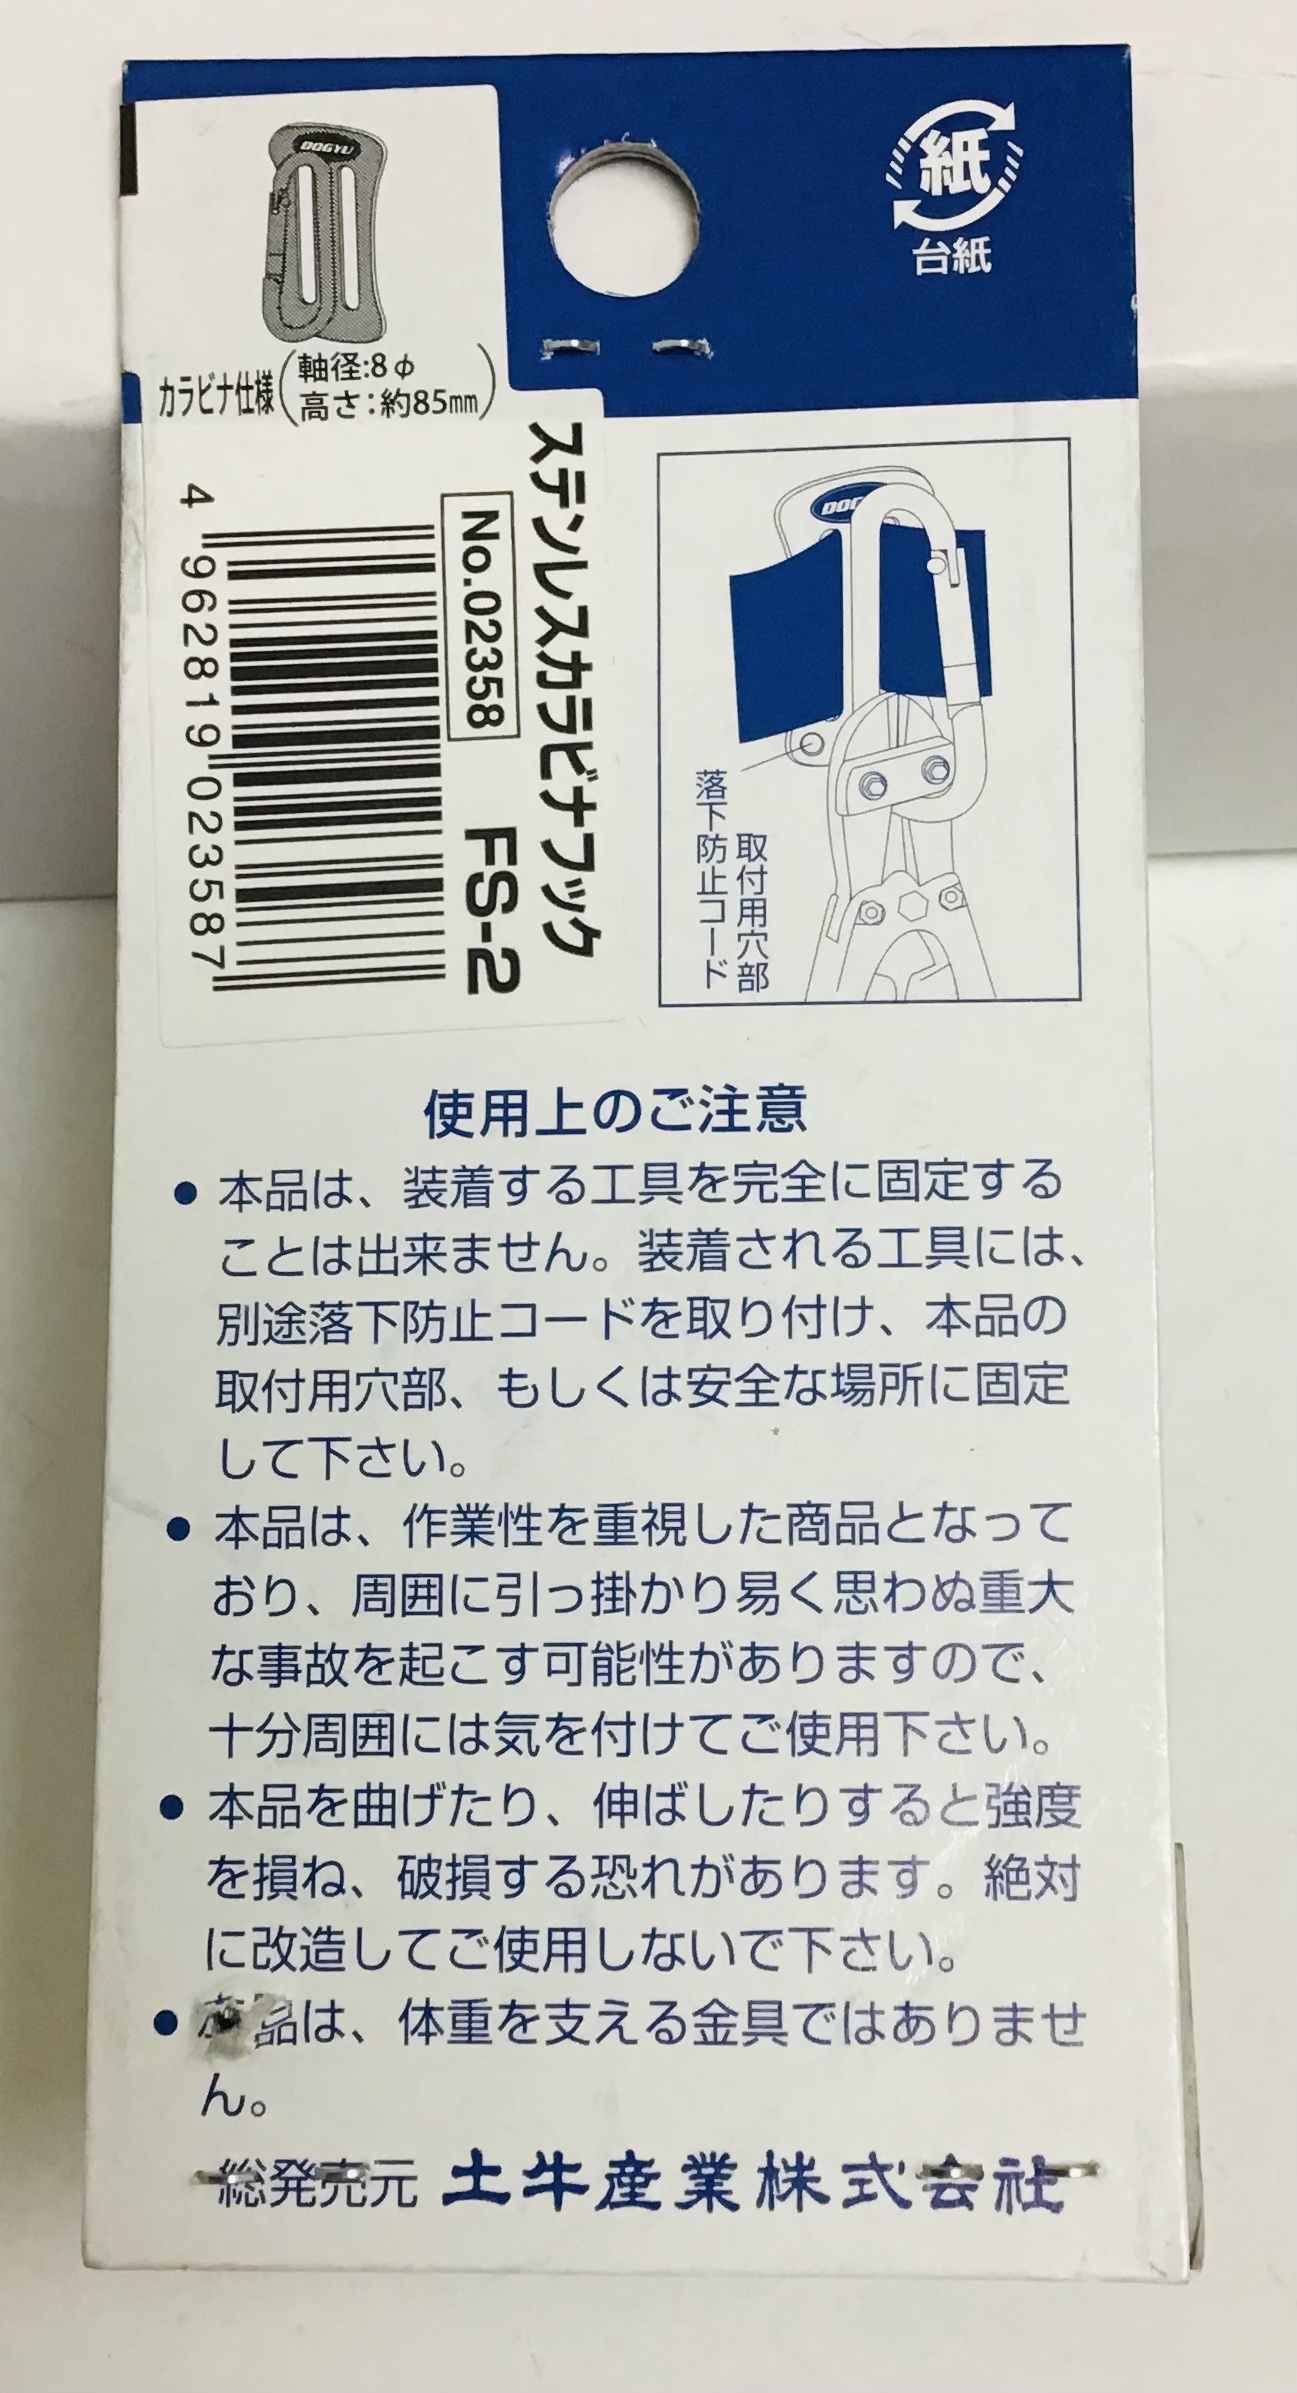 DOGYU
カラビナ仕様
軸径:8φ
高さ:約85mm
ステンレスカラビナフック
No.02358
FS-2
4 962819 023587
紙
台紙
落下防止コード
取付用穴部
使用上のご注意
● 本品は、装着する工具を完全に固定する
ことは出来ません。装着される工具には、
別途落下防止コードを取り付け、本品の
取付用穴部、もしくは安全な場所に固定
して下さい。
● 本品は、作業性を重視した商品となって
おり、周囲に引っ掛かり易く思わぬ重大
な事故を起こす可能性がありますので、
十分周囲には気を付けてご使用下さい。
● 本品を曲げたり、伸ばしたりすると強度
を損ね、破損する恐れがあります。絶対
に改造してご使用しないで下さい。
● 本品は、体重を支える金具ではありませ
ん。
総発売元 土牛産業株式会社